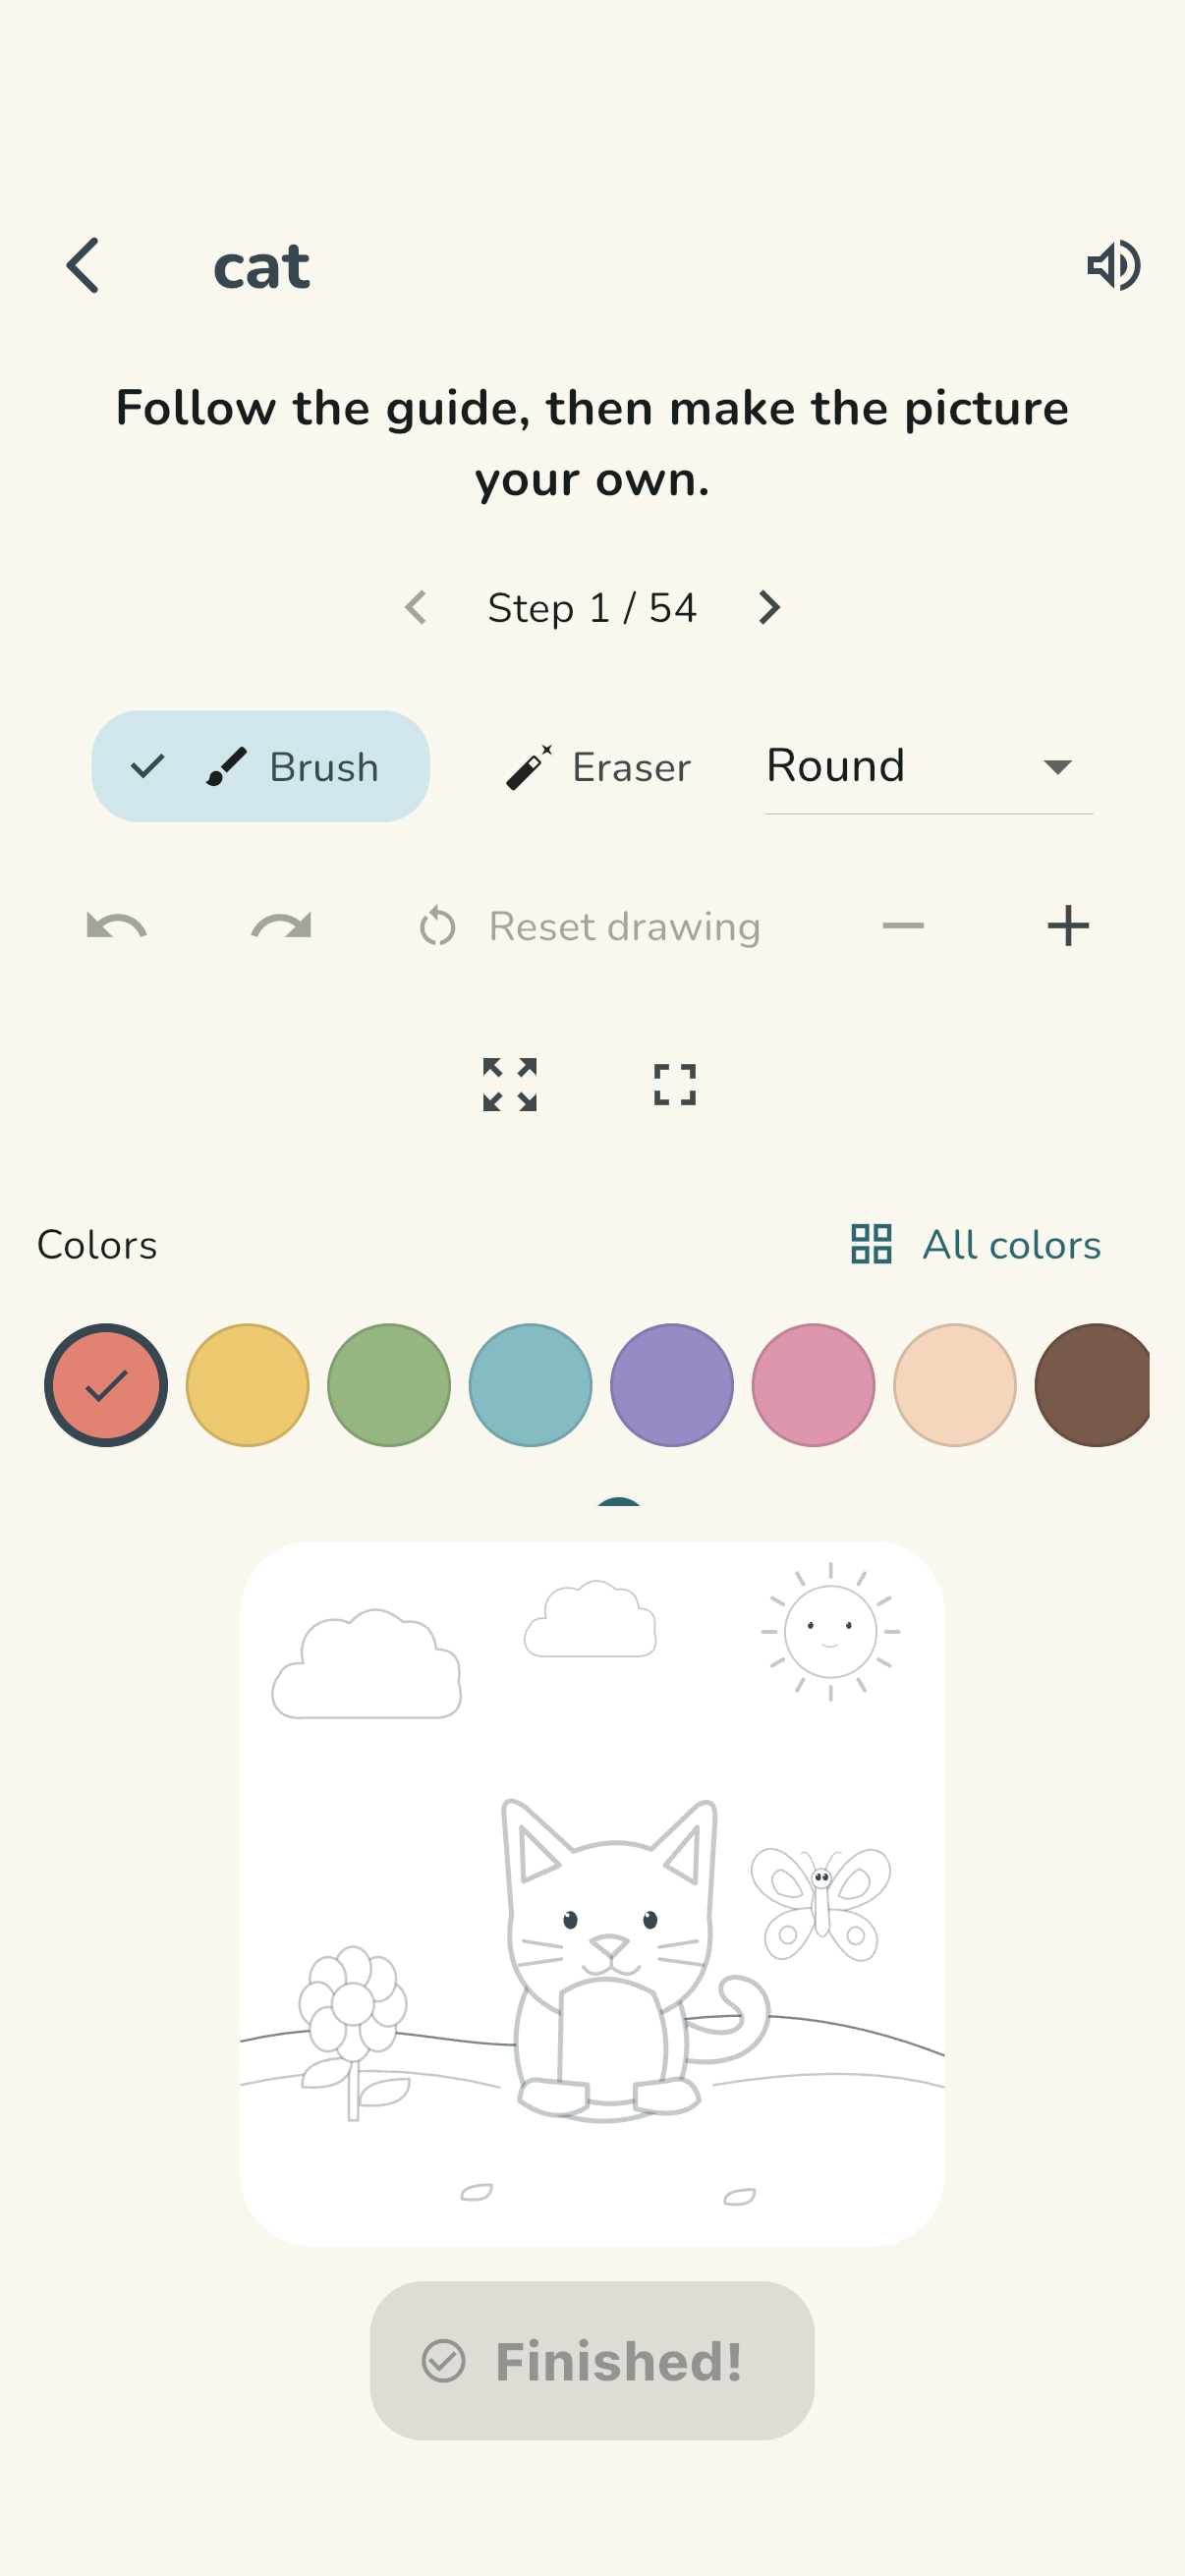 cat
Follow the guide, then make the picture
your own.
Step 1 / 54
Brush
Eraser
Round
Reset drawing
Colors
All colors
Finished!